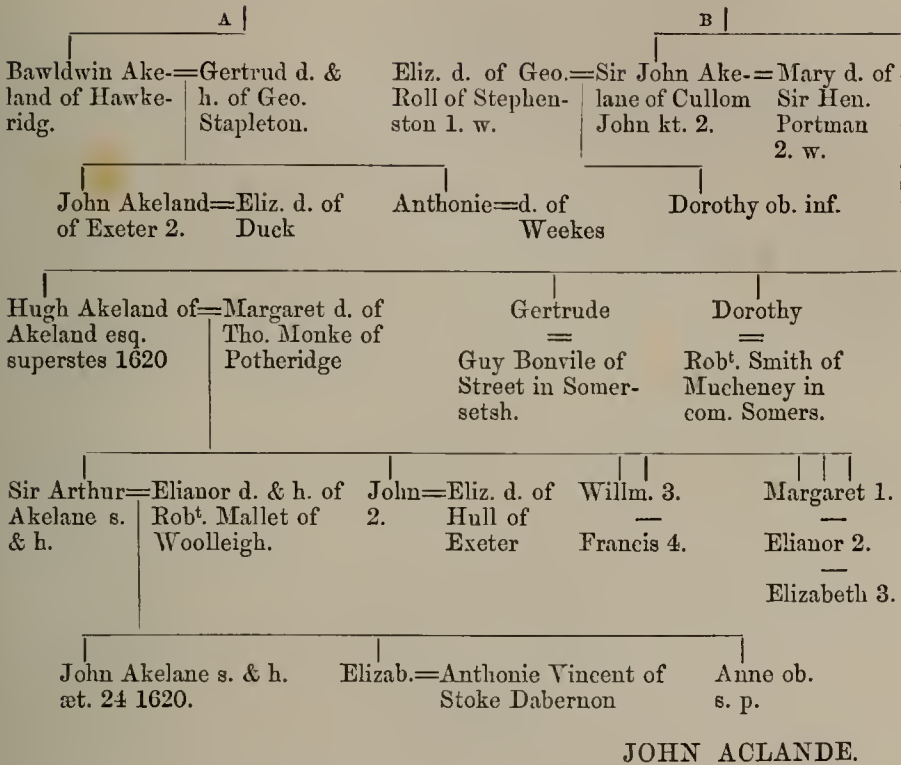 A B
Bawldwin Ake-=Gertrud d. & Eliz. d. of Geo.=Sir John Ake-=Mary d. of
land of Hawke- h. of Geo. Roll of Stephen- lane of Cullom Sir Hen.
ridg. Stapleton. ston 1. w. John kt. 2. Portman
2. w.
John Akeland=Eliz. d. of Anthonie=d. of Dorothy ob. inf.
of Exeter 2. Duck Weekes
Hugh Akeland of=Margaret d. of Gertrude Dorothy
Akeland esq. Tho. Monke of = =
superstes 1620 Potheridge Guy Bonvile of Robt. Smith of
Street in Somer- Mucheney in
setsh. com. Somers.
Sir Arthur=Elianor d. & h. of John=Eliz. d. of Willm. 3. Margaret 1.
Akelane s. Robt. Mallet of 2. Hull of — —
& h. Woolleigh. Exeter Francis 4. Elianor 2.
—
Elizabeth 3.
John Akelane s. & h. Elizab.=Anthonie Vincent of Anne ob.
æt. 24 1620. Stoke Dabernon s. p.
JOHN ACLANDE.